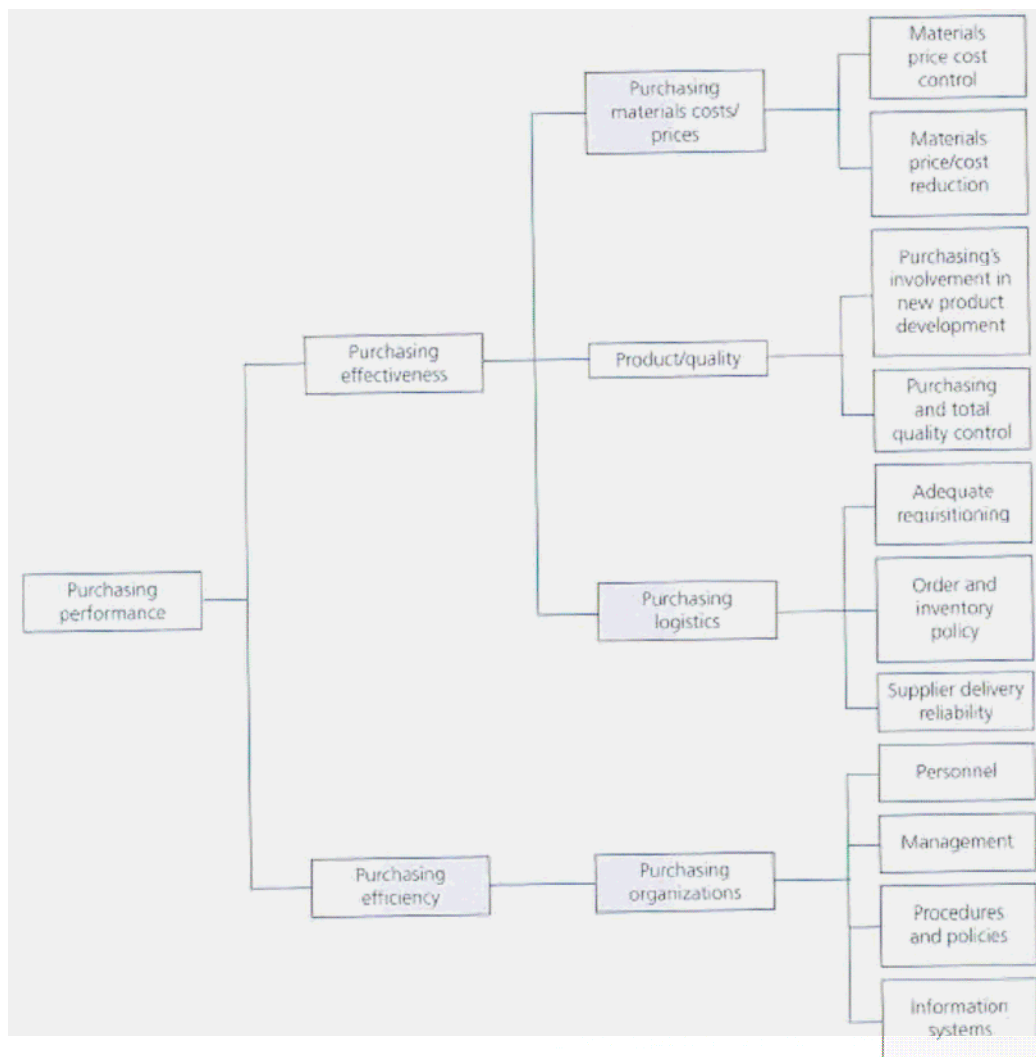 Materials
price cost
control
Purchasing
materials costs/
prices
Materials
price/cost
reduction
Purchasing's
involvement in
new product
development
Purchasing
effectiveness
Product/quality
Purchasing
and total
quality control
Adequate
requisitioning
Purchasing
performance
Purchasing
logistics
Order and
inventory
policy
Supplier delivery
reliability
Personnel
Management
Purchasing
efficiency
Purchasing
organizations
Procedures
and policies
Information
systems